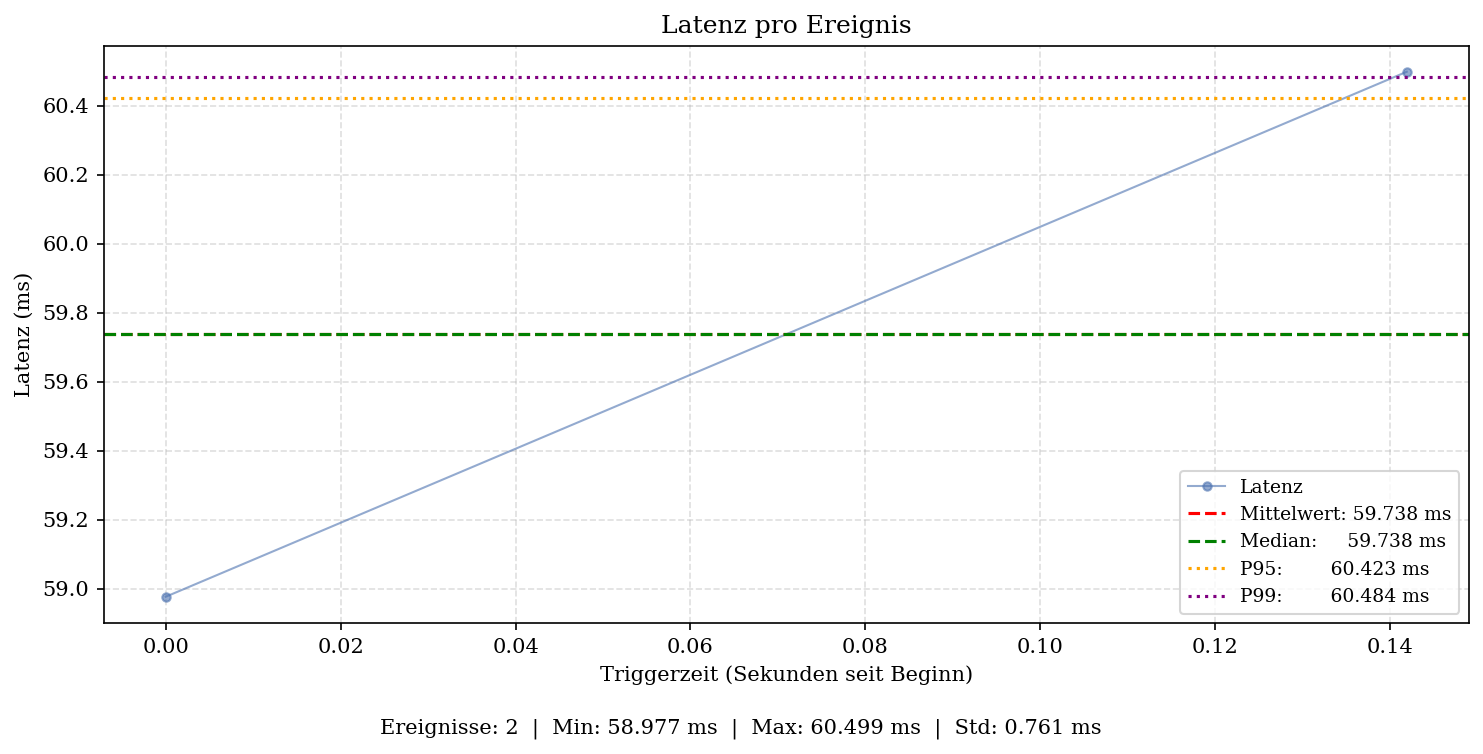 Latenz pro Ereignis
Latenz (ms)
60.4
60.2
60.0
59.8
59.6
59.4
59.2
59.0
Latenz
Mittelwert: 59.738 ms
Median: 59.738 ms
P95: 60.423 ms
P99: 60.484 ms
0.00 0.02 0.04 0.06 0.08 0.10 0.12 0.14
Triggerzeit (Sekunden seit Beginn)
Ereignisse: 2 | Min: 58.977 ms | Max: 60.499 ms | Std: 0.761 ms